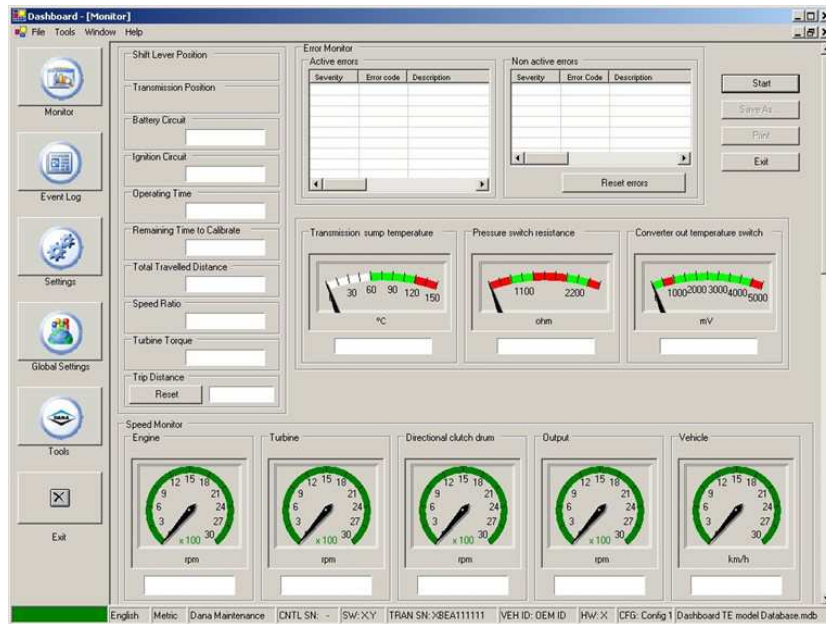 Dashboard - [Monitor]
File Tools Window Help
Monitor
Event Log
Settings
Global Settings
DANA
Tools
Exit
Shift Lever Position
Transmission Position
Battery Circuit
Ignition Circuit
Operating Time
Remaining Time to Calibrate
Total Travelled Distance
Speed Ratio
Turbine Torque
Trip Distance
Reset
Error Monitor
Active errors
Severity Error code Description
Non active errors
Severity Error Code Description
Reset errors
Start
Save As...
Print
Exit
Transmission sump temperature
30 60 90 120 150
ºC
Pressure switch resistance
1100 2200
ohm
Converter out temperature switch
1000 2000 3000 4000 5000
mV
Speed Monitor
Engine
3 6 9 12 15 18 21 24 27 30
x 100
rpm
Turbine
3 6 9 12 15 18 21 24 27 30
x 100
rpm
Directional clutch drum
3 6 9 12 15 18 21 24 27 30
x 100
rpm
Output
3 6 9 12 15 18 21 24 27 30
x 100
rpm
Vehicle
3 6 9 12 15 18 21 24 27 30
km/h
English Metric Dana Maintenance CNTL SN: - SW: X.Y TRAN SN: XBEA111111 VEH ID: OEM ID HW: X CFG: Config 1 Dashboard TE model Database.mdb